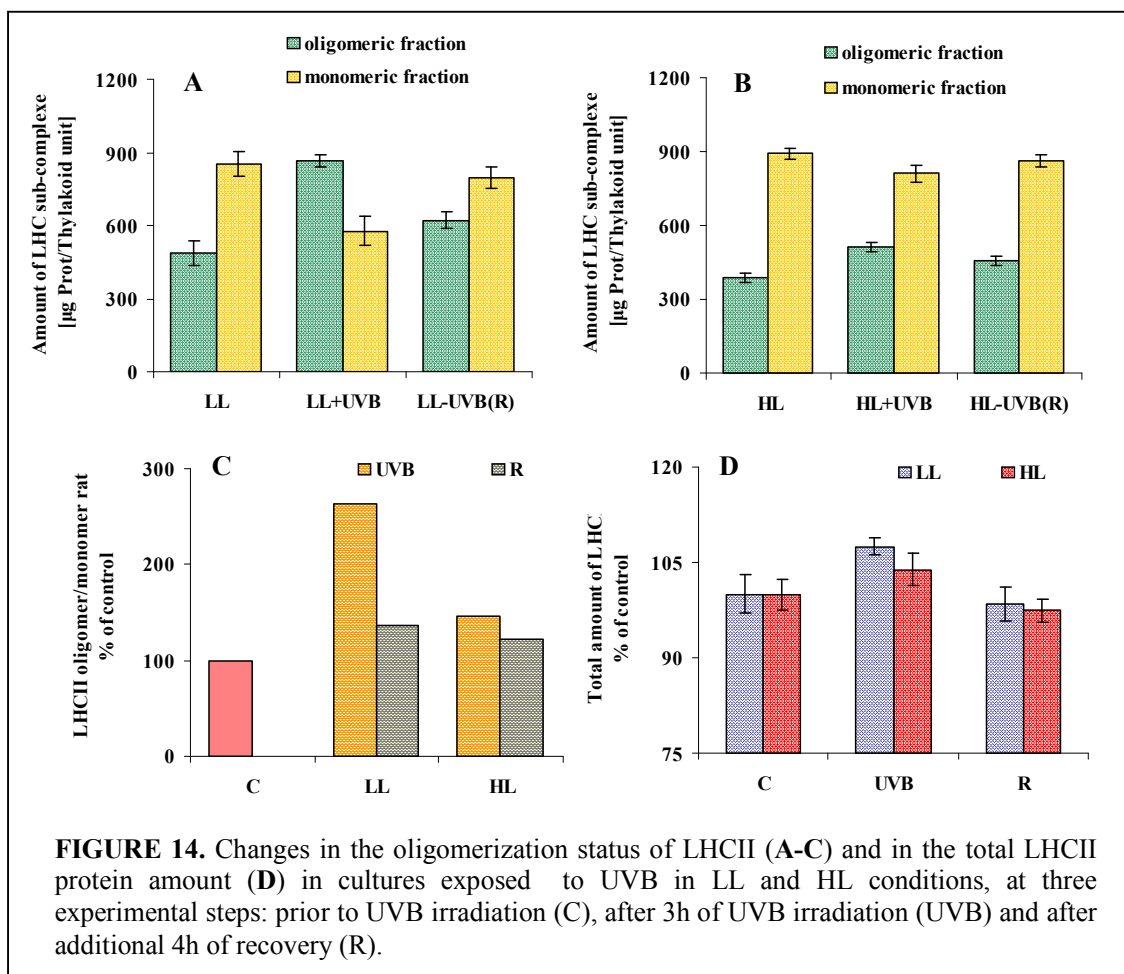 oligomeric fraction
monomeric fraction
A
Amount of LHC sub-complexe
[µg Prot/Thylakoid unit]
1200
900
600
300
0
LL
LL+UVB
LL-UVB(R)
oligomeric fraction
monomeric fraction
B
Amount of LHC sub-complexe
[µg Prot/Thylakoid unit]
1200
900
600
300
0
HL
HL+UVB
HL-UVB(R)
C
UVB
R
LHCII oligomer/monomer rat
% of control
300
200
100
0
C
LL
HL
D
LL
HL
Total amount of LHC
% of control
120
105
90
75
C
UVB
R
FIGURE 14. Changes in the oligomerization status of LHCII (A-C) and in the total LHCII
protein amount (D) in cultures exposed to UVB in LL and HL conditions, at three
experimental steps: prior to UVB irradiation (C), after 3h of UVB irradiation (UVB) and after
additional 4h of recovery (R).